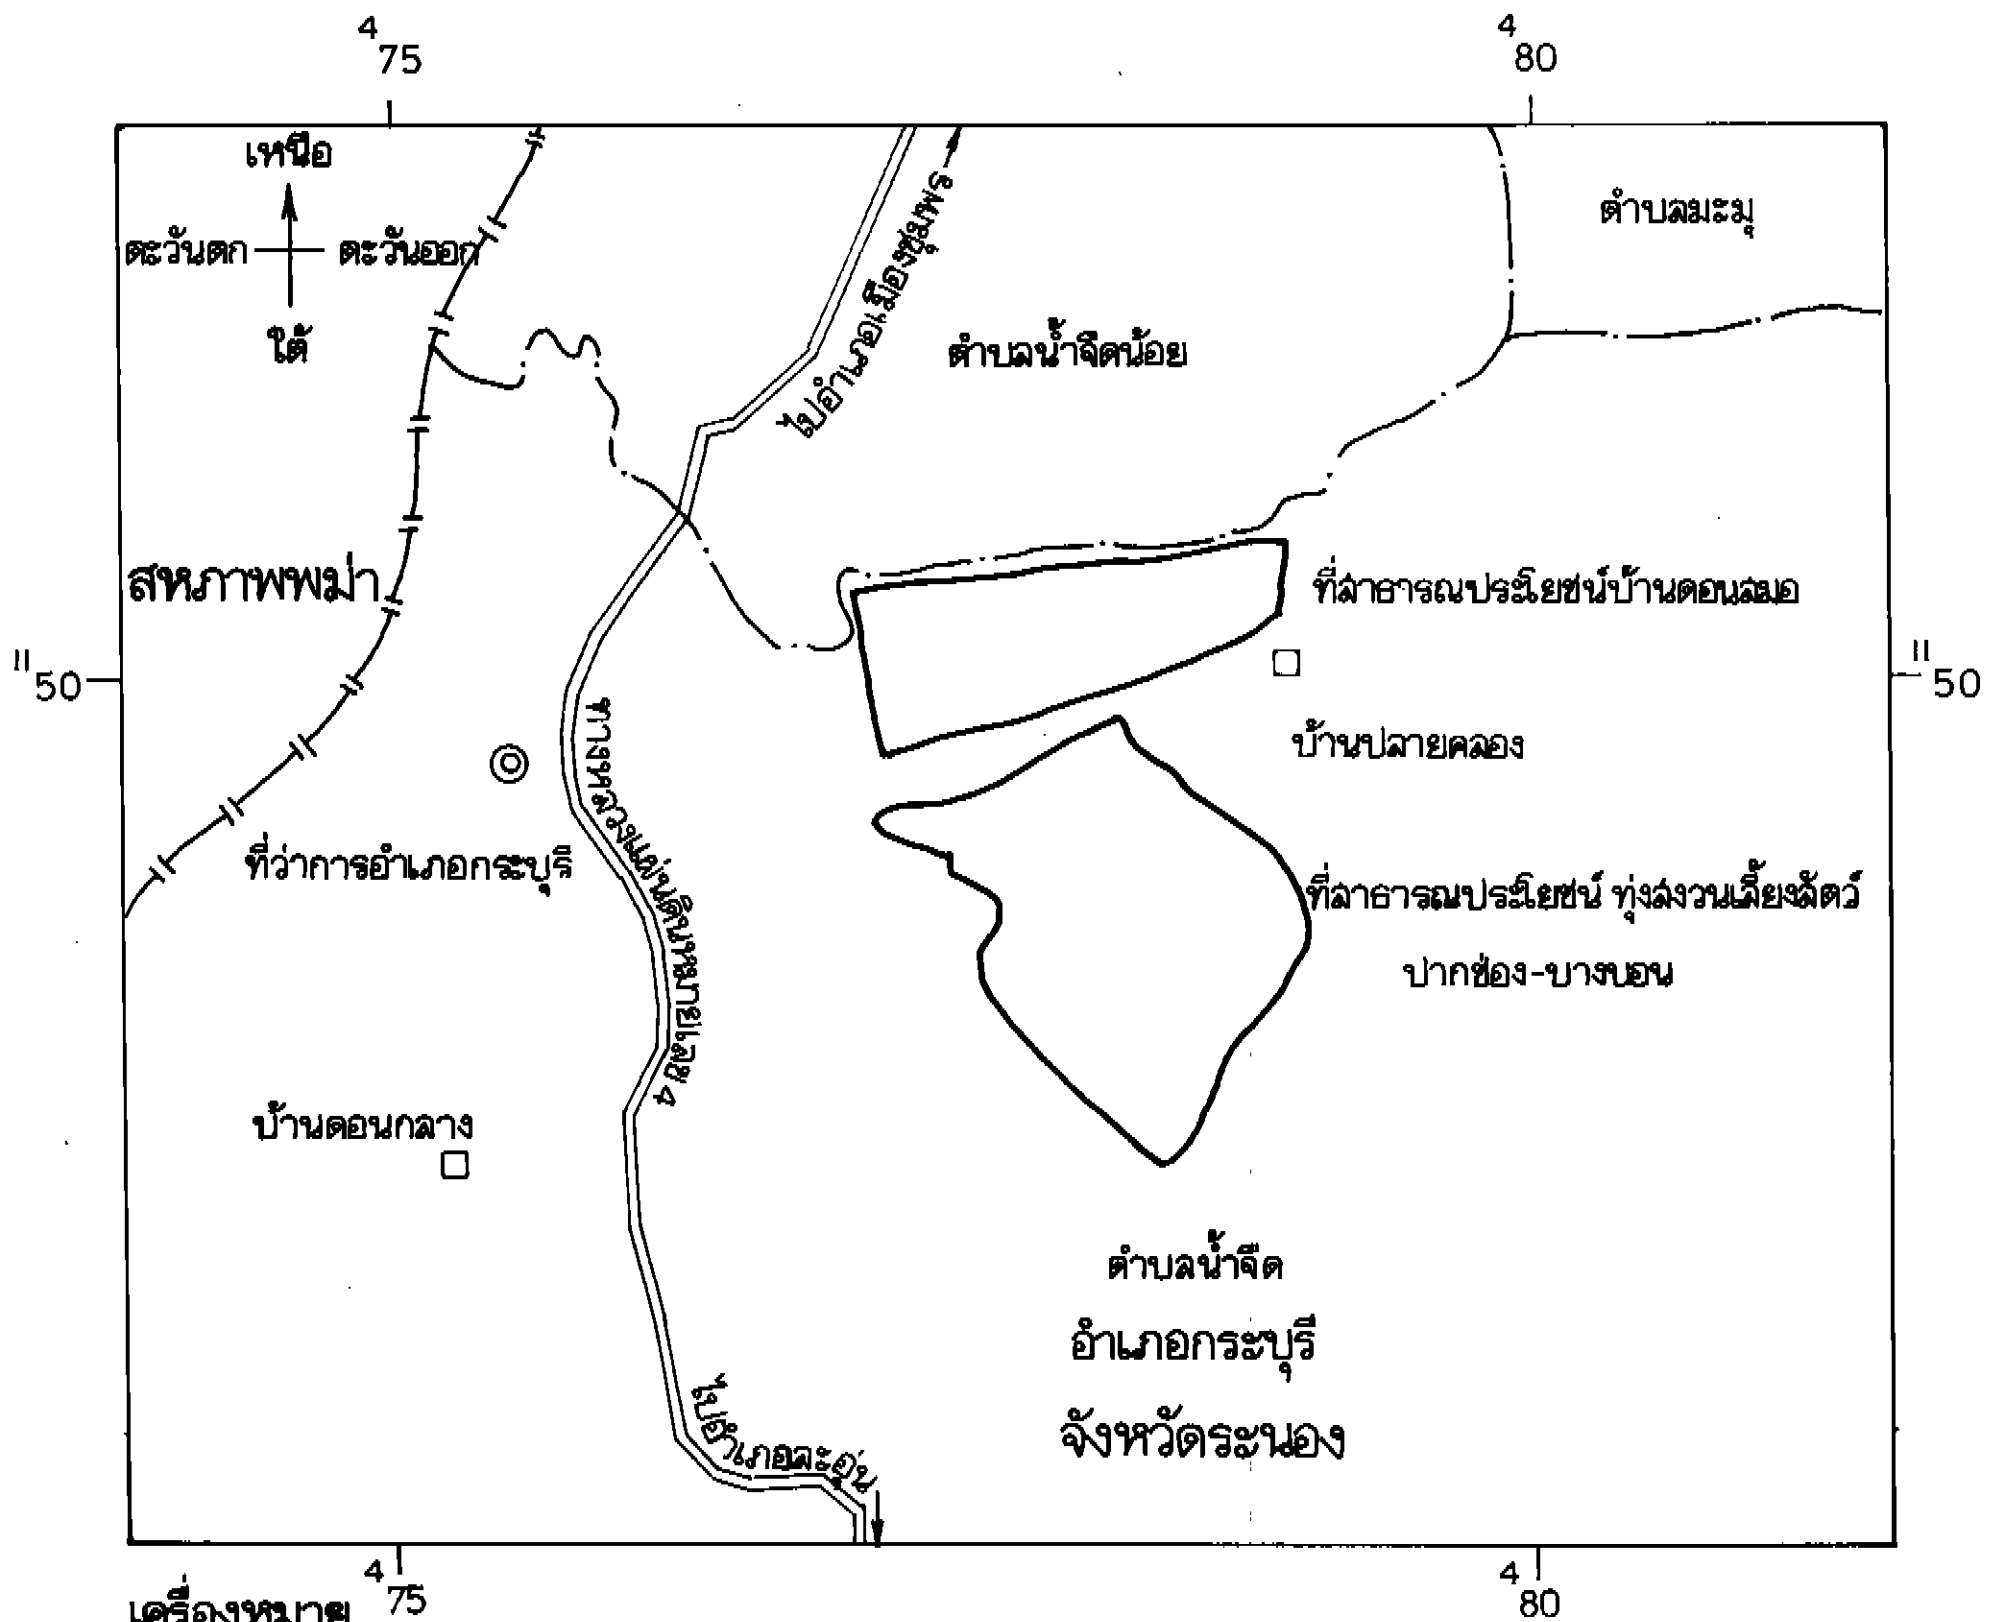 4
75
4
80
เหนือ
ตะวันตก
ตะวันออก
ใต้
ไปอำเภอเมืองชุมพร
ตำบลมะมุ
ตำบลน้ำจืดน้อย
สหภาพพม่า
ที่สาธารณประโยชน์บ้านดอนสมอ
11
50
11
50
บ้านปลายคลอง
ทางหลวงแผ่นดินหมายเลข 4
ที่ว่าการอำเภอกระบุรี
ที่สาธารณประโยชน์ ทุ่งสงวนเลี้ยงสัตว์
ปากช่อง-บางบอน
บ้านดอนกลาง
ตำบลน้ำจืด
อำเภอกระบุรี
จังหวัดระนอง
ไปอำเภอละอุ่น
4
75
4
80
เครื่องหมาย